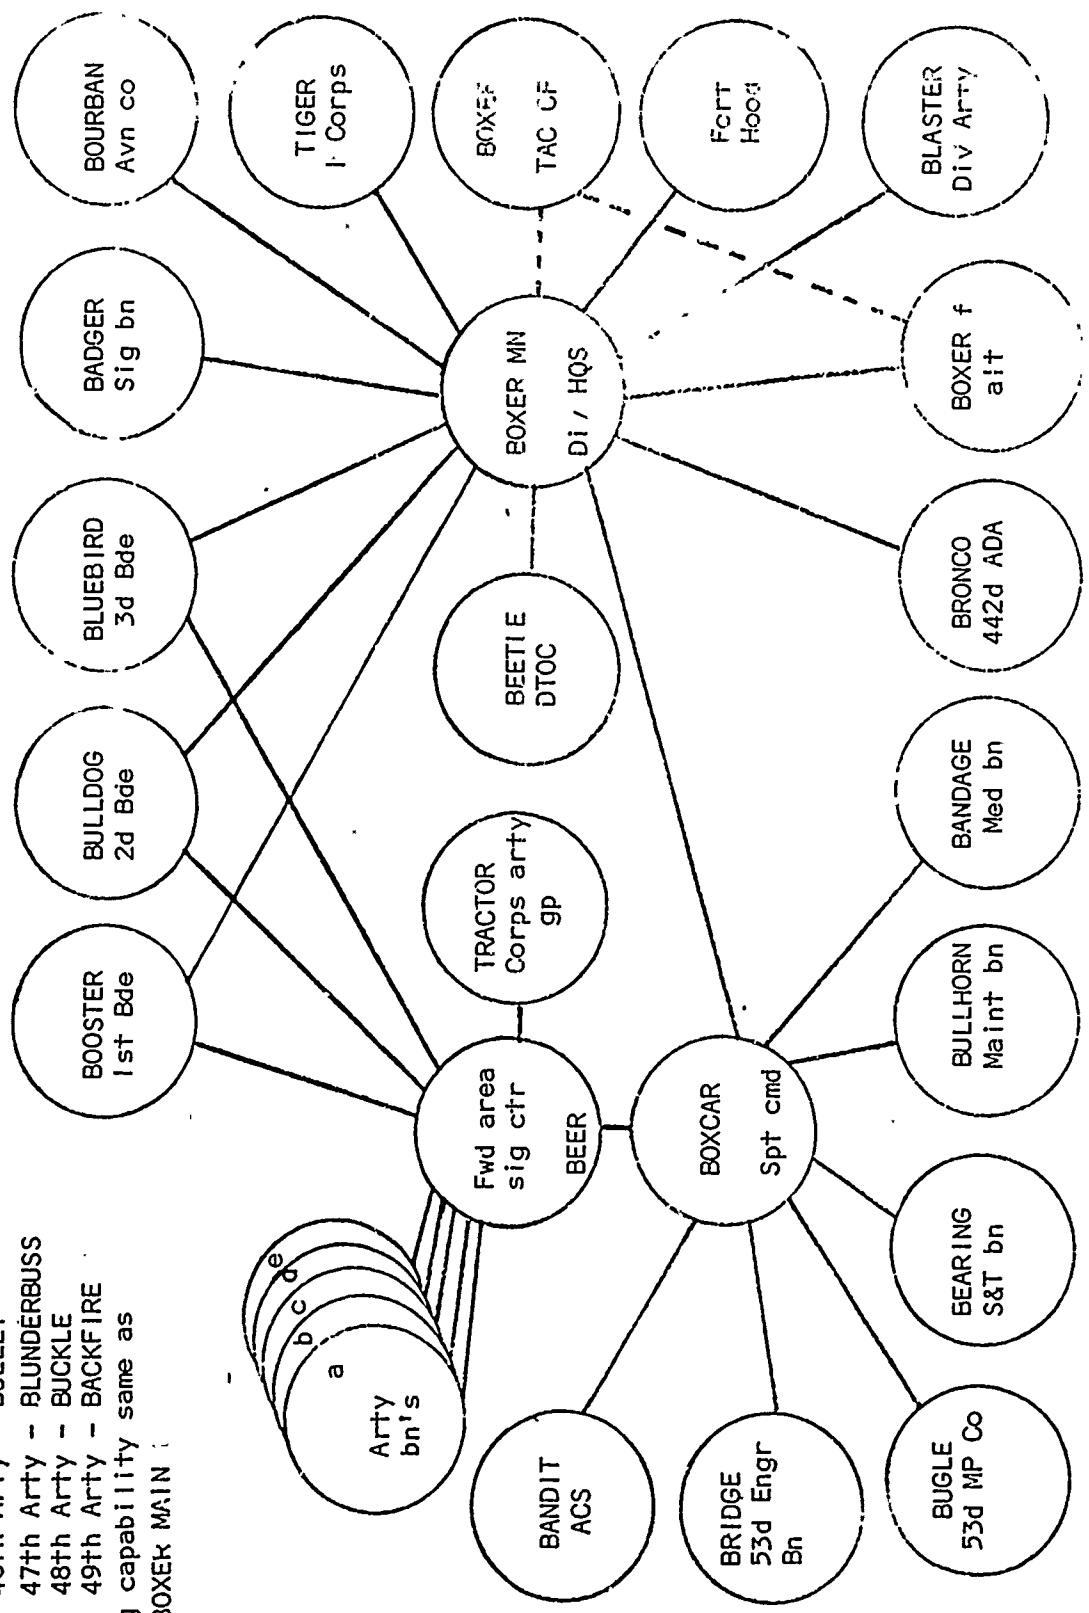 47th Arty - BLUNDERBUSS
48th Arty - BUCKLE
49th Arty - BACKFIRE
capability same as
BOXER MAIN
BOOSTER
1st Bde
BULLDOG
2d Bde
BLUEBIRD
3d Bde
BADGER
Sig bn
BOURBAN
Avn co
TIGER
I Corps
BOXER
TAC CP
Fort
Hood
BLASTER
Div Arty
BOXER MN
Div HQS
BEETIE
DTOC
TRACTOR
Corps arty
gp
Fwd area
sig ctr
BEER
a
b
c
d
e
Arty
bn's
BOXCAR
Spt cmd
BANDIT
ACS
BRIDGE
53d Engr
Bn
BUGLE
53d MP Co
BEARING
S&T bn
BULLHORN
Maint bn
BANDAGE
Med bn
BRONCO
442d ADA
BOXER f
alt